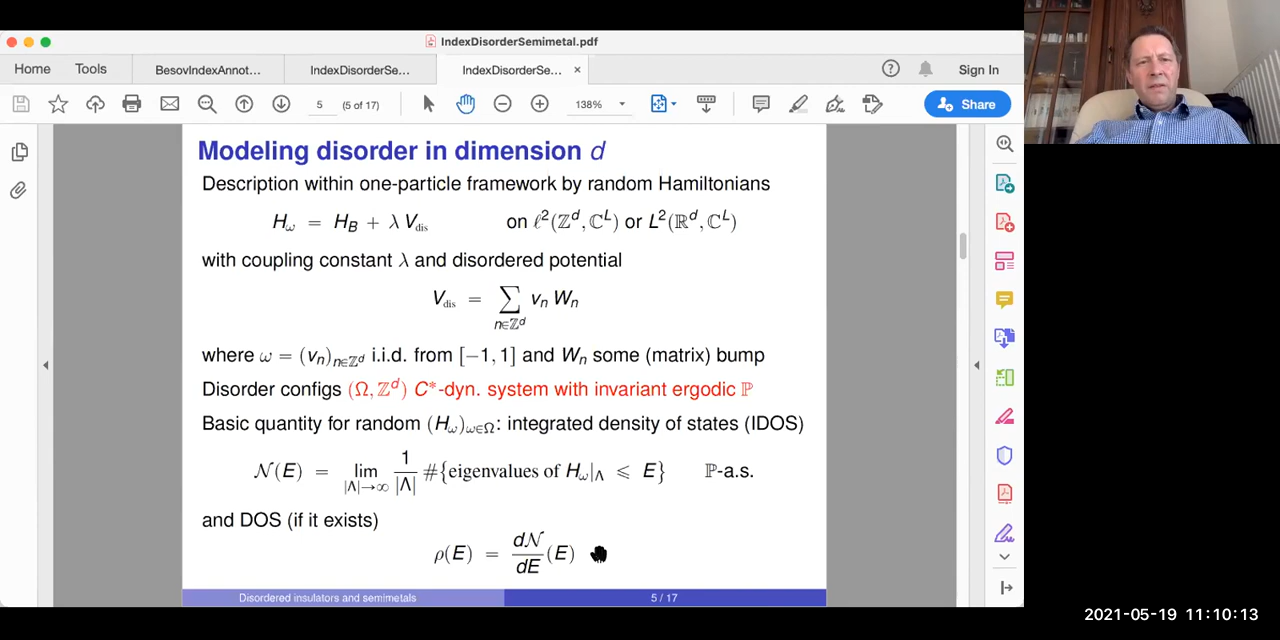 IndexDisorderSemimetal.pdf
Home Tools BesovIndexAnnot... IndexDisorderSe... IndexDisorderSe... × Sign In
5 (5 of 17) 138% Share
Modeling disorder in dimension d
Description within one-particle framework by random Hamiltonians
H_ω = H_B + λ V_dis on ℓ²(ℤ^d, ℂ^L) or L²(ℝ^d, ℂ^L)
with coupling constant λ and disordered potential
V_dis = ∑_{n∈ℤ^d} v_n W_n
where ω = (v_n)_{n∈ℤ^d} i.i.d. from [−1, 1] and W_n some (matrix) bump
Disorder configs (Ω, ℤ^d) C*-dyn. system with invariant ergodic ℙ
Basic quantity for random (H_ω)_{ω∈Ω}: integrated density of states (IDOS)
𝒩(E) = lim_{|Λ|→∞} 1/|Λ| #{eigenvalues of H_ω|_Λ ⩽ E} ℙ-a.s.
and DOS (if it exists)
ρ(E) = d𝒩/dE (E)
Disordered insulators and semimetals 5 / 17
2021-05-19 11:10:13